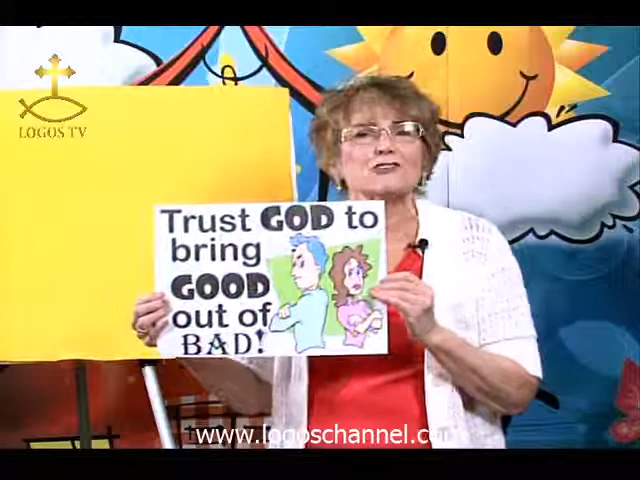 LOGOS TV
Trust GOD to
bring
GOOD
out of
BAD!
www.logoschannel.com